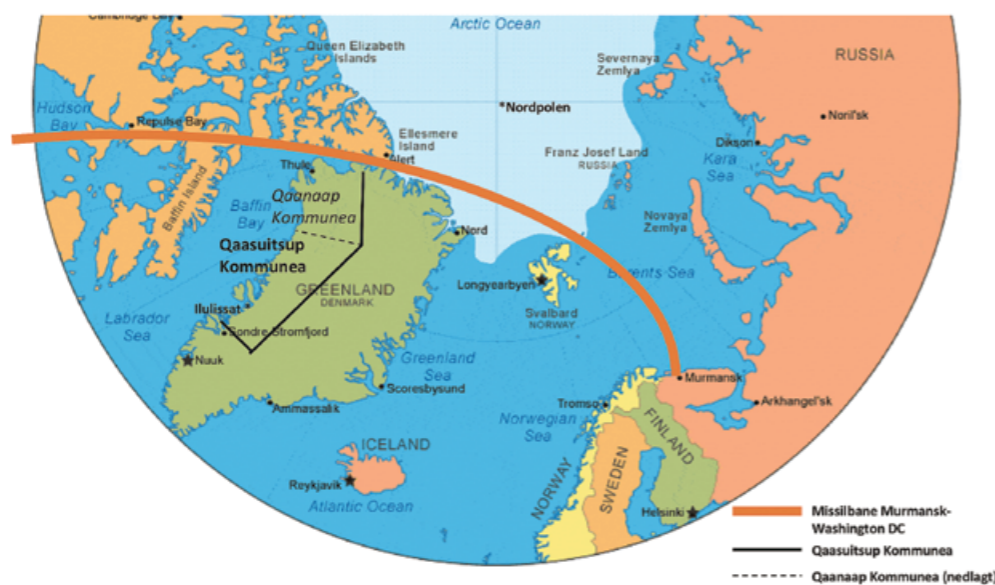 Cambridge Bay
Arctic Ocean
Queen Elizabeth
Islands
Severnaya
Zemlya
RUSSIA
Hudson
Bay
Repulse Bay
*Nordpolen
Noril'sk
Ellesmere
Island
Alert
Dikson
Franz Josef Land
RUSSIA
Kara
Sea
Thule
Baffin Island
Qaanaap
Kommunea
Baffin
Bay
Novaya
Zemlya
Nord
Qaasuitsup
Kommunea
Barents Sea
Longyearbyen
GREENLAND
DENMARK
Svalbard
NORWAY
Ilulissat
Labrador
Sea
Sondre Stromfjord
Nuuk
Greenland
Sea
Scoresbysund
Murmansk
Ammassalik
Tromso
Arkhangel'sk
Norwegian
Sea
FINLAND
ICELAND
Reykjavik
NORWAY
SWEDEN
Atlantic Ocean
Helsinki
Missilbane Murmansk-
Washington DC
Qaasuitsup Kommunea
Qaanaap Kommunea (nedlagt)